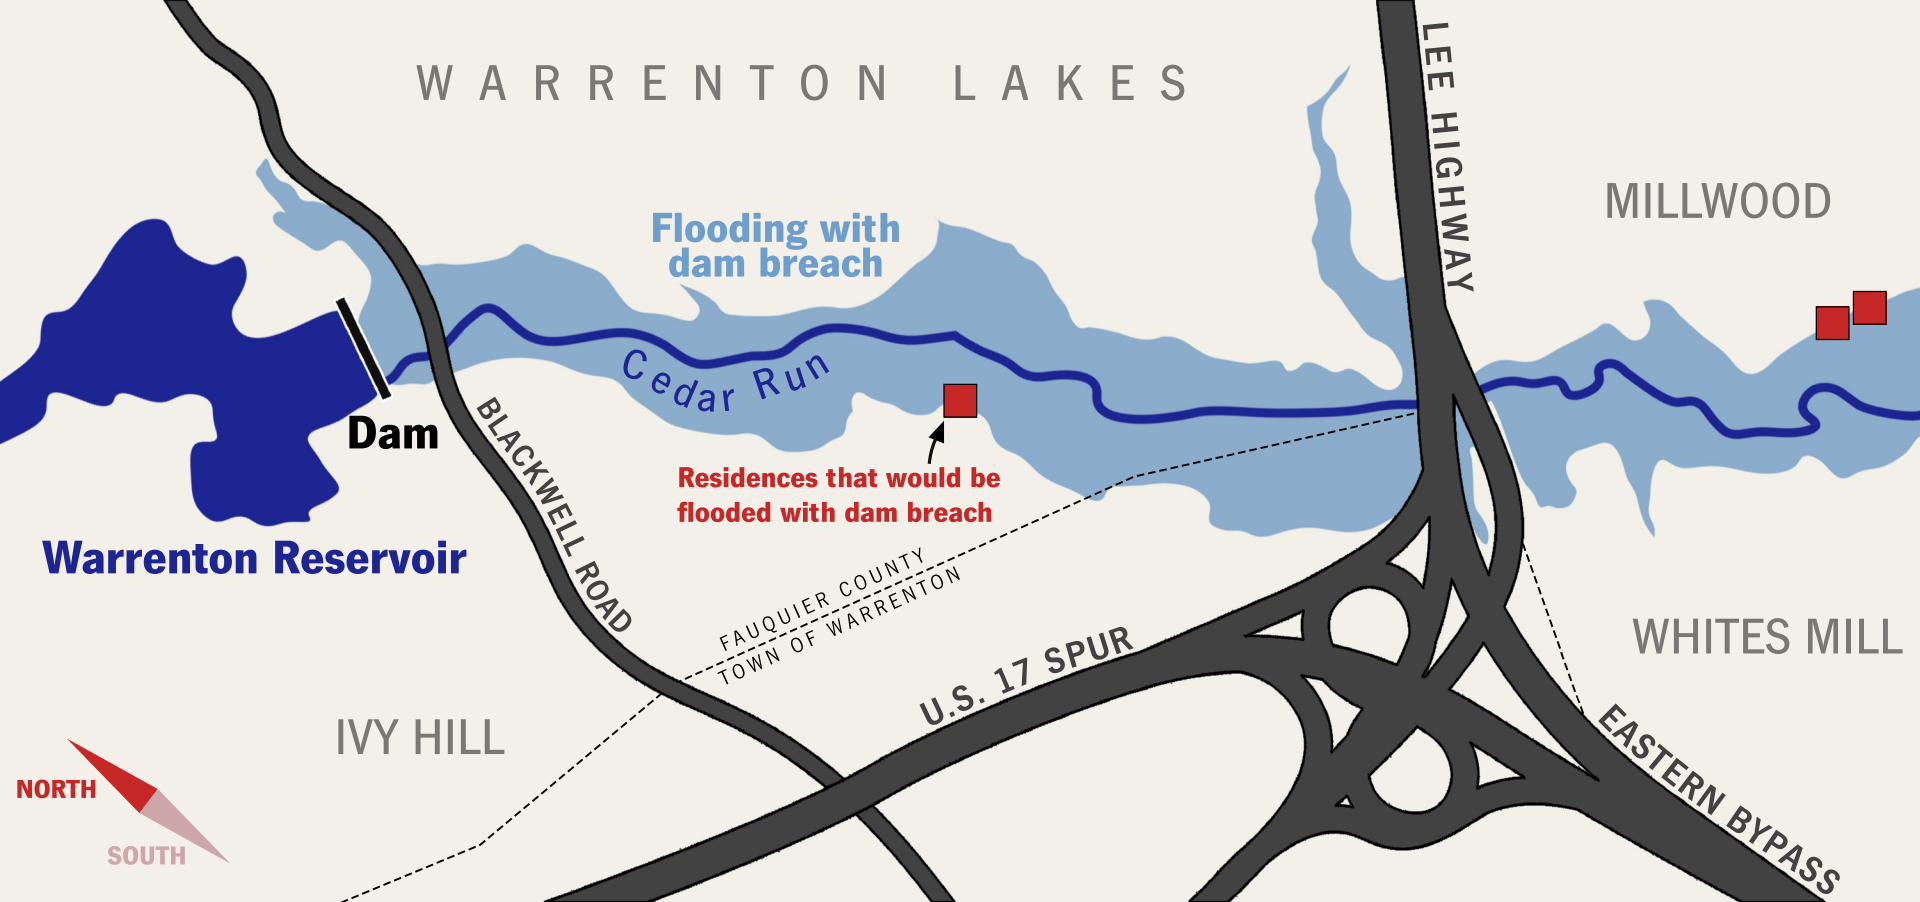 WARRENTON LAKES
LEE HIGHWAY
MILLWOOD
Flooding with
dam breach
Cedar Run
Dam
BLACKWELL ROAD
Residences that would be
flooded with dam breach
Warrenton Reservoir
FAUQUIER COUNTY
TOWN OF WARRENTON
U.S. 17 SPUR
WHITES MILL
IVY HILL
EASTERN BYPASS
NORTH
SOUTH